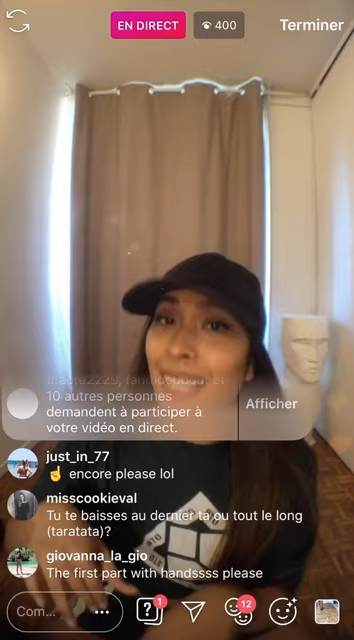 EN DIRECT
400
Terminer
10 autres personnes
demandent à participer à
votre vidéo en direct.
Afficher
just_in_77
☝ encore please lol
misscookieval
Tu te baisses au dernier ta ou tout le long
(taratata)?
giovanna_la_gio
The first part with handssss please
Com...
1
12